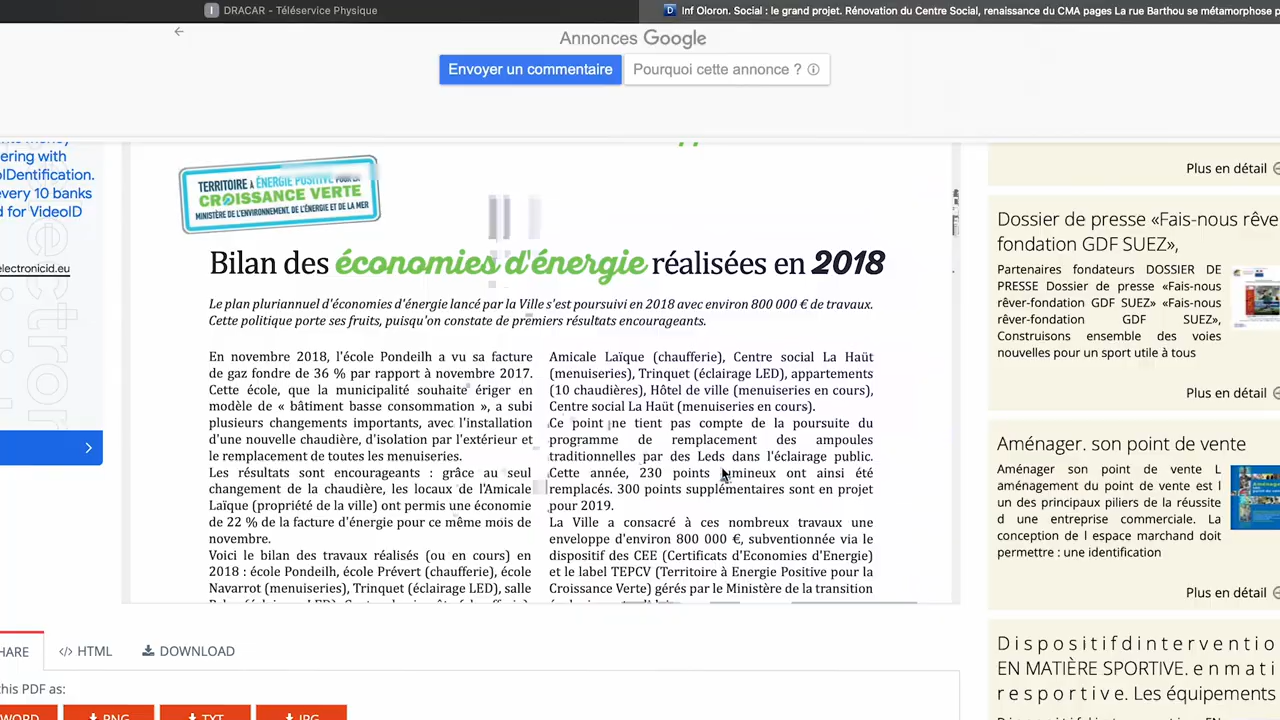 DRACAR - Téléservice Physique
Inf Oloron. Social : le grand projet. Rénovation du Centre Social, renaissance du CMA pages La rue Barthou se métamorphose p
Annonces Google
Envoyer un commentaire
Pourquoi cette annonce ?
ering with
IDentification.
every 10 banks
d for VideoID
electronicid.eu
TERRITOIRE à ÉNERGIE POSITIVE POUR LA
CROISSANCE VERTE
MINISTÈRE DE L'ENVIRONNEMENT, DE L'ÉNERGIE ET DE LA MER
Bilan des économies d'énergie réalisées en 2018
Le plan pluriannuel d'économies d'énergie lancé par la Ville s'est poursuivi en 2018 avec environ 800 000 € de travaux.
Cette politique porte ses fruits, puisqu'on constate de premiers résultats encourageants.
En novembre 2018, l'école Pondeilh a vu sa facture
de gaz fondre de 36 % par rapport à novembre 2017.
Cette école, que la municipalité souhaite ériger en
modèle de « bâtiment basse consommation », a subi
plusieurs changements importants, avec l'installation
d'une nouvelle chaudière, d'isolation par l'extérieur et
le remplacement de toutes les menuiseries.
Les résultats sont encourageants : grâce au seul
changement de la chaudière, les locaux de l'Amicale
Laïque (propriété de la ville) ont permis une économie
de 22 % de la facture d'énergie pour ce même mois de
novembre.
Voici le bilan des travaux réalisés (ou en cours) en
2018 : école Pondeilh, école Prévert (chaufferie), école
Navarrot (menuiseries), Trinquet (éclairage LED), salle
Amicale Laïque (chaufferie), Centre social La Haüt
(menuiseries), Trinquet (éclairage LED), appartements
(10 chaudières), Hôtel de ville (menuiseries en cours),
Centre social La Haüt (menuiseries en cours).
Ce point ne tient pas compte de la poursuite du
programme de remplacement des ampoules
traditionnelles par des Leds dans l'éclairage public.
Cette année, 230 points lumineux ont ainsi été
remplacés. 300 points supplémentaires sont en projet
pour 2019.
La Ville a consacré à ces nombreux travaux une
enveloppe d'environ 800 000 €, subventionnée via le
dispositif des CEE (Certificats d'Economies d'Energie)
et le label TEPCV (Territoire à Energie Positive pour la
Croissance Verte) gérés par le Ministère de la transition
Plus en détail
Dossier de presse «Fais-nous rêve
fondation GDF SUEZ»,
Partenaires fondateurs DOSSIER DE
PRESSE Dossier de presse «Fais-nous
rêver-fondation GDF SUEZ» «Fais-nous
rêver-fondation GDF SUEZ»,
Construisons ensemble des voies
nouvelles pour un sport utile à tous
Plus en détail
Aménager. son point de vente
Aménager son point de vente L
aménagement du point de vente est l
un des principaux piliers de la réussite
d une entreprise commerciale. La
conception de l espace marchand doit
permettre : une identification
Plus en détail
D i s p o s i t i f d i n t e r v e n t i o
EN MATIÈRE SPORTIVE. e n m a t i
r e s p o r t i v e. Les équipements
HARE
</> HTML
DOWNLOAD
this PDF as:
WORD
PNG
TXT
JPG